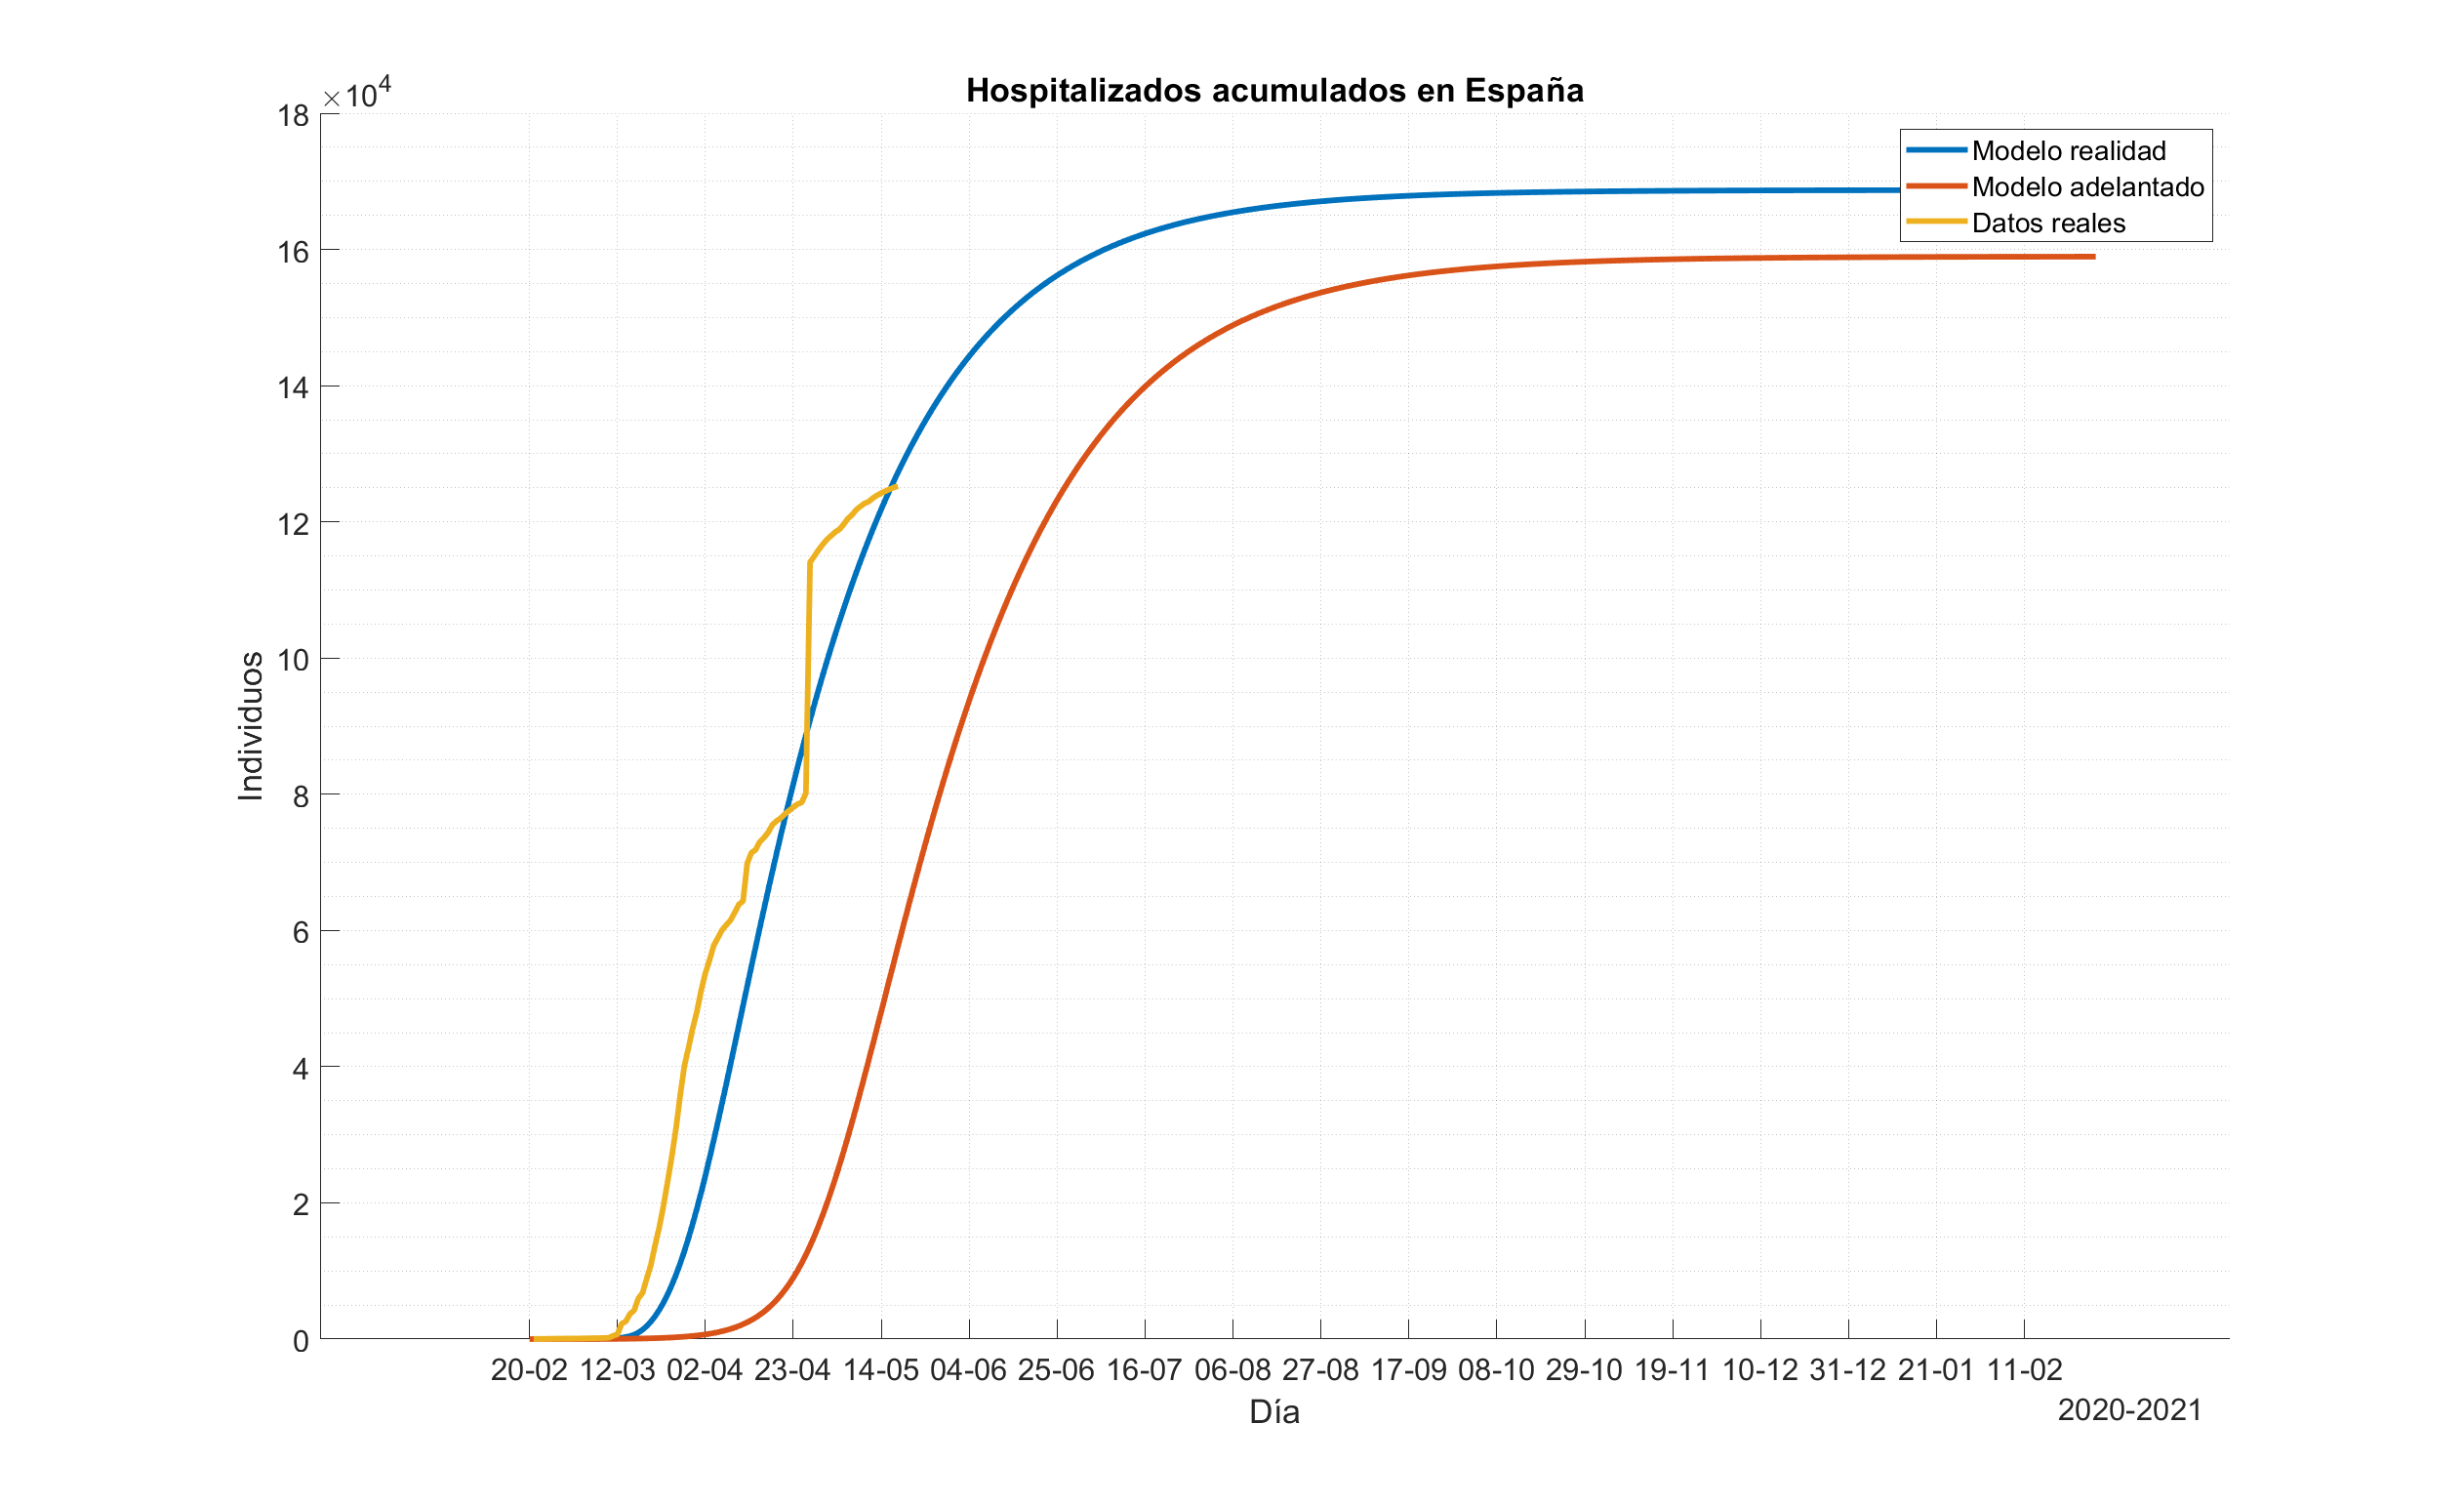 Hospitalizados acumulados en España
×10^4
18
16
14
12
10
8
6
4
2
0
Individuos
Modelo realidad
Modelo adelantado
Datos reales
20-02 12-03 02-04 23-04 14-05 04-06 25-06 16-07 06-08 27-08 17-09 08-10 29-10 19-11 10-12 31-12 21-01 11-02
Día
2020-2021